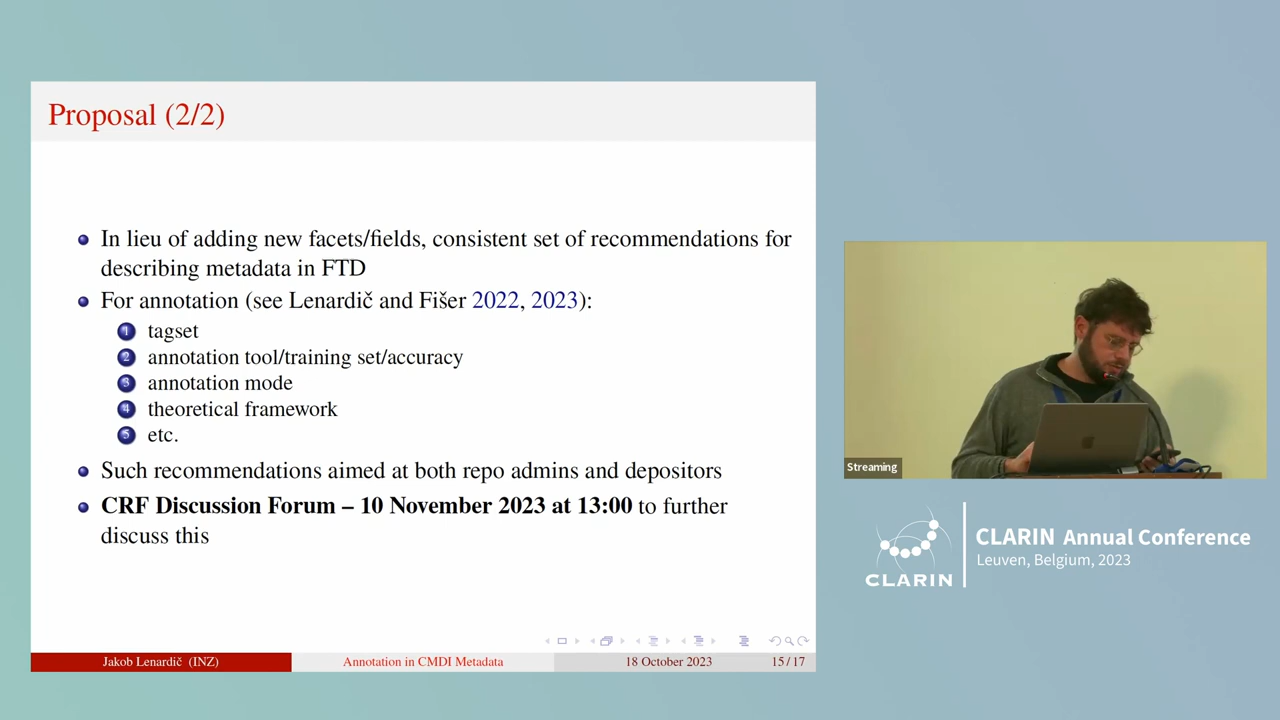 Proposal (2/2)
In lieu of adding new facets/fields, consistent set of recommendations for
describing metadata in FTD
For annotation (see Lenardič and Fišer 2022, 2023):
1 tagset
2 annotation tool/training set/accuracy
3 annotation mode
4 theoretical framework
5 etc.
Such recommendations aimed at both repo admins and depositors
CRF Discussion Forum – 10 November 2023 at 13:00 to further
discuss this
Jakob Lenardič (INZ)
Annotation in CMDI Metadata
18 October 2023
15/17
Streaming
CLARIN
CLARIN Annual Conference
Leuven, Belgium, 2023